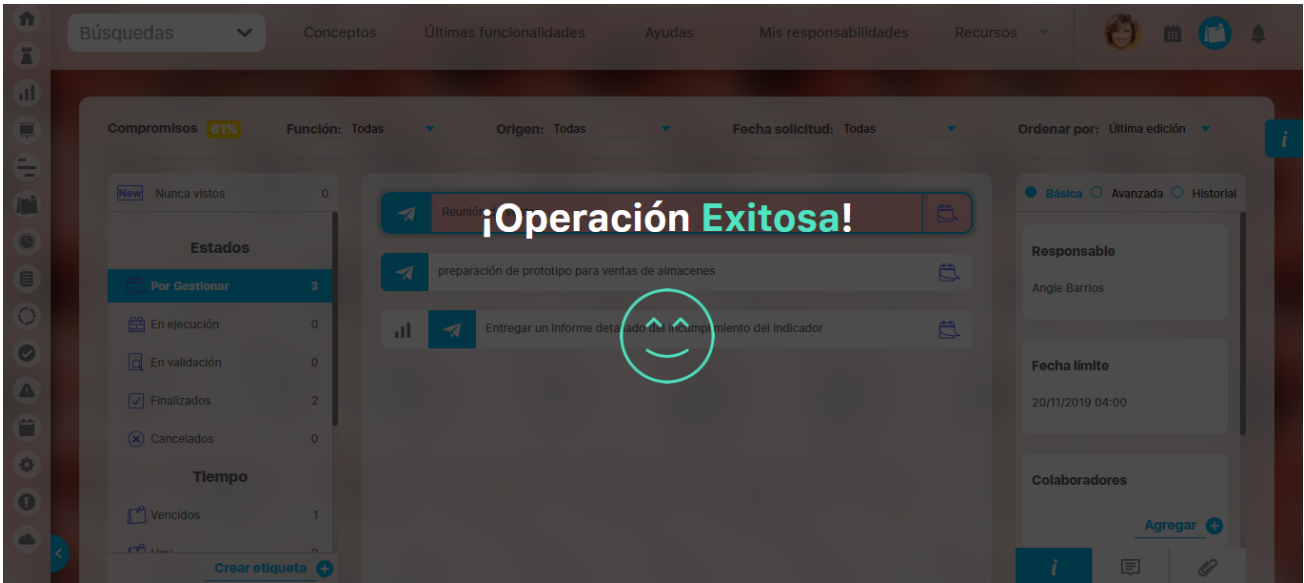 Búsquedas
Conceptos
Últimas funcionalidades
Ayudas
Mis responsabilidades
Recursos
Compromisos 61%
Función: Todas
Origen: Todas
Fecha solicitud: Todas
Ordenar por: Última edición
i
New Nunca vistos 0
Estados
Por Gestionar 3
En ejecución 0
En validación 0
Finalizados 2
Cancelados 0
Tiempo
Vencidos 1
Hoy 0
Crear etiqueta
¡Operación Exitosa!
preparación de prototipo para ventas de almacenes
Entregar un informe detallado del incumplimiento del indicador
Básica Avanzada Historial
Responsable
Angie Barrios
Fecha límite
20/11/2019 04:00
Colaboradores
Agregar
i